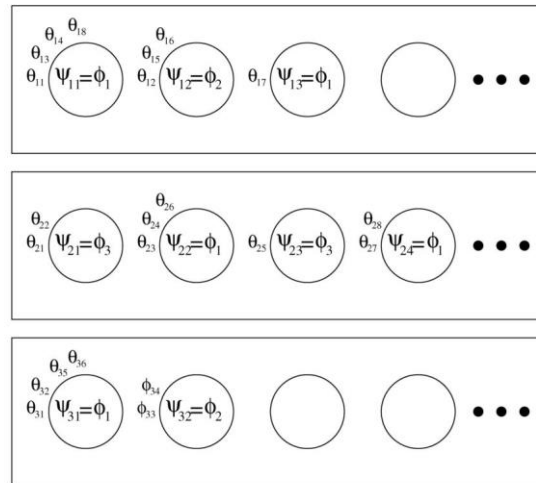 θ₁₄ θ₁₈
θ₁₃
θ₁₁ ψ₁₁=ϕ₁
θ₁₆
θ₁₅
θ₁₂ ψ₁₂=ϕ₂
θ₁₇ ψ₁₃=ϕ₁
θ₂₂
θ₂₁ ψ₂₁=ϕ₃
θ₂₆
θ₂₄
θ₂₃ ψ₂₂=ϕ₁
θ₂₅ ψ₂₃=ϕ₃
θ₂₈
θ₂₇ ψ₂₄=ϕ₁
θ₃₅ θ₃₆
θ₃₂
θ₃₁ ψ₃₁=ϕ₁
ϕ₃₄
ϕ₃₃ ψ₃₂=ϕ₂